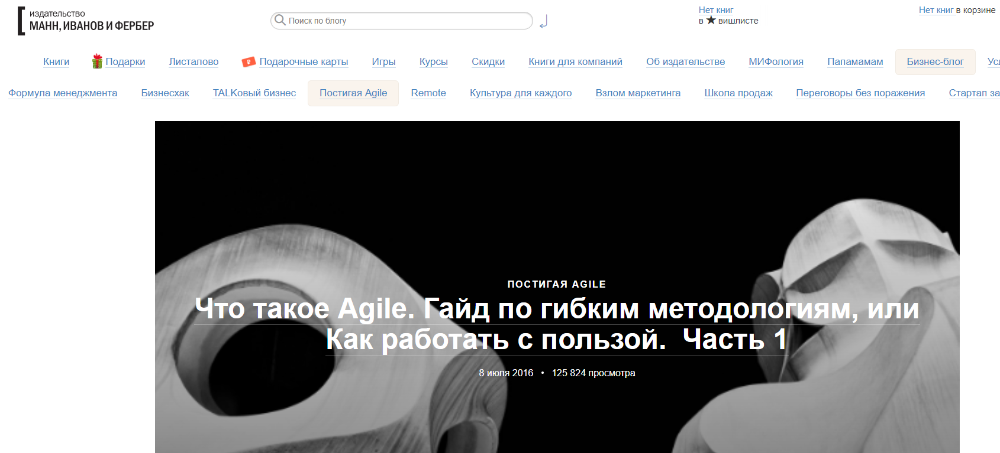 издательство
МАНН, ИВАНОВ И ФЕРБЕР
Поиск по блогу
Нет книг
в ★ вишлисте
Нет книг в корзине
Книги Подарки Листалово Подарочные карты Игры Курсы Скидки Книги для компаний Об издательстве МИФология Папамамам Бизнес-блог
Формула менеджмента Бизнесхак TALKовый бизнес Постигая Agile Remote Культура для каждого Взлом маркетинга Школа продаж Переговоры без поражения Стартап за
ПОСТИГАЯ AGILE
Что такое Agile. Гайд по гибким методологиям, или
Как работать с пользой. Часть 1
8 июля 2016 • 125 824 просмотра